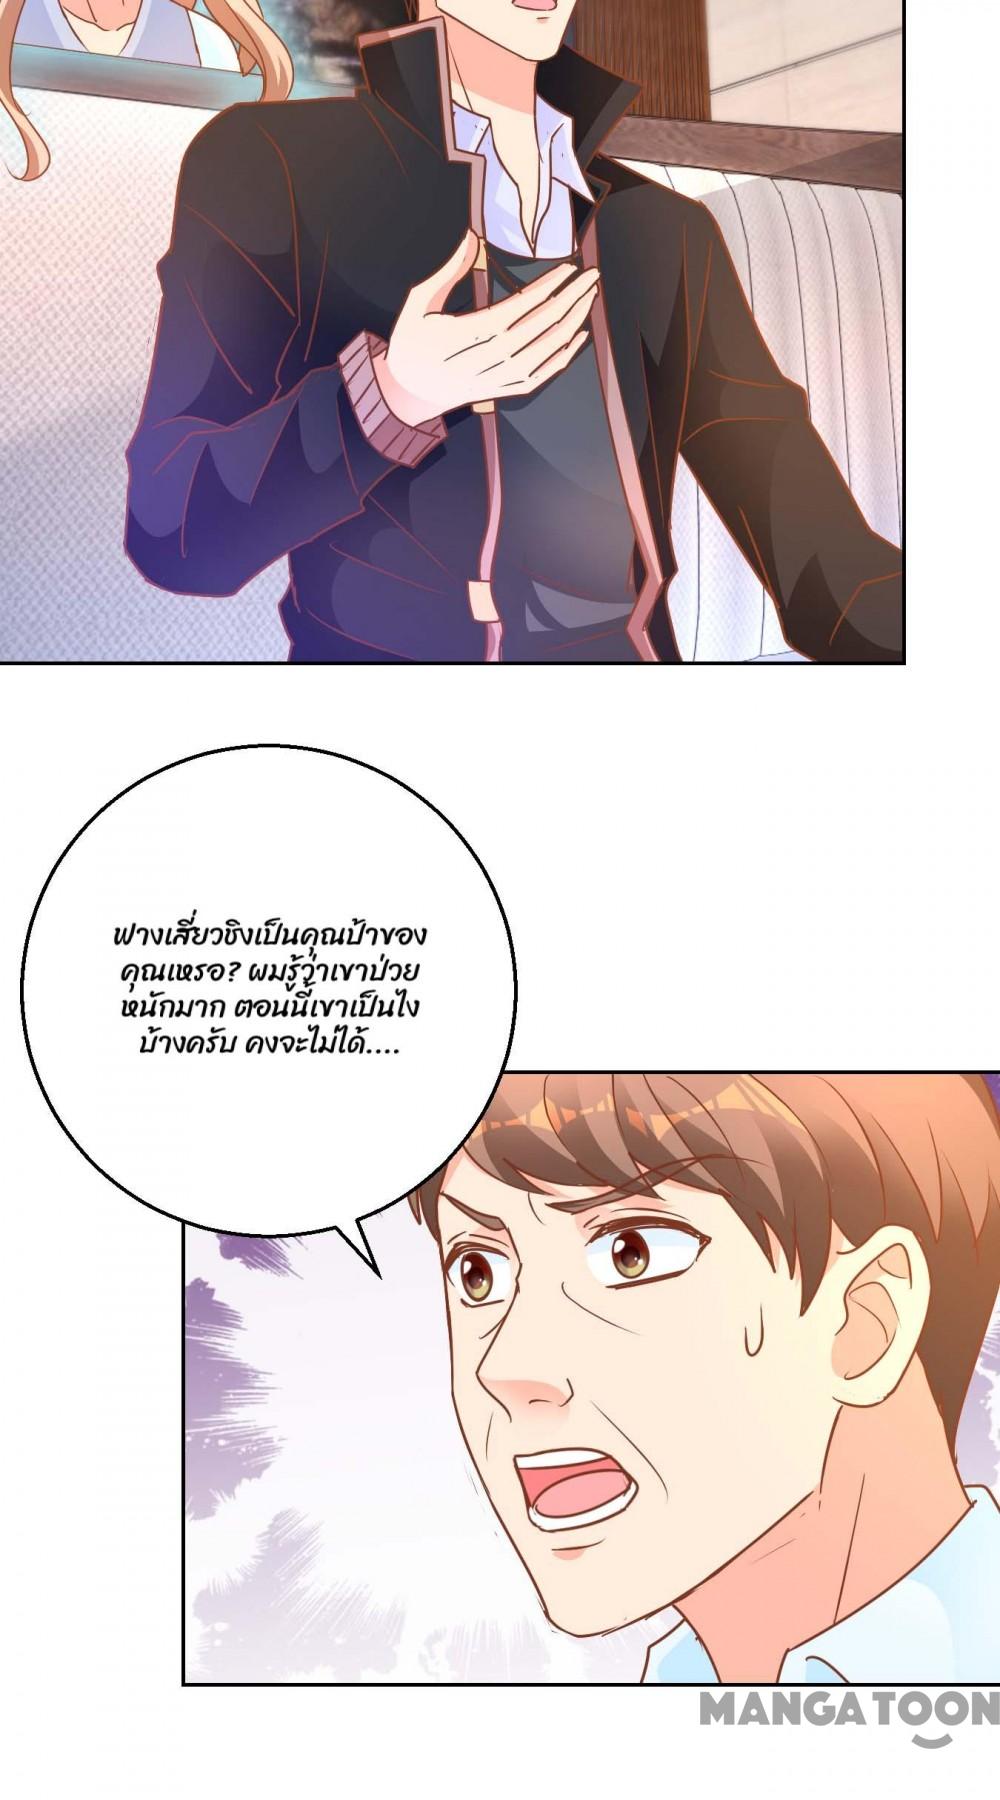 ฟางเสี่ยวชิงเป็นคุณป้าของ
คุณเหรอ? ผมรู้ว่าเขาป่วย
หนักมาก ตอนนี้เขาเป็นไง
บ้างครับ คงจะไม่ได้....
MANGATOON